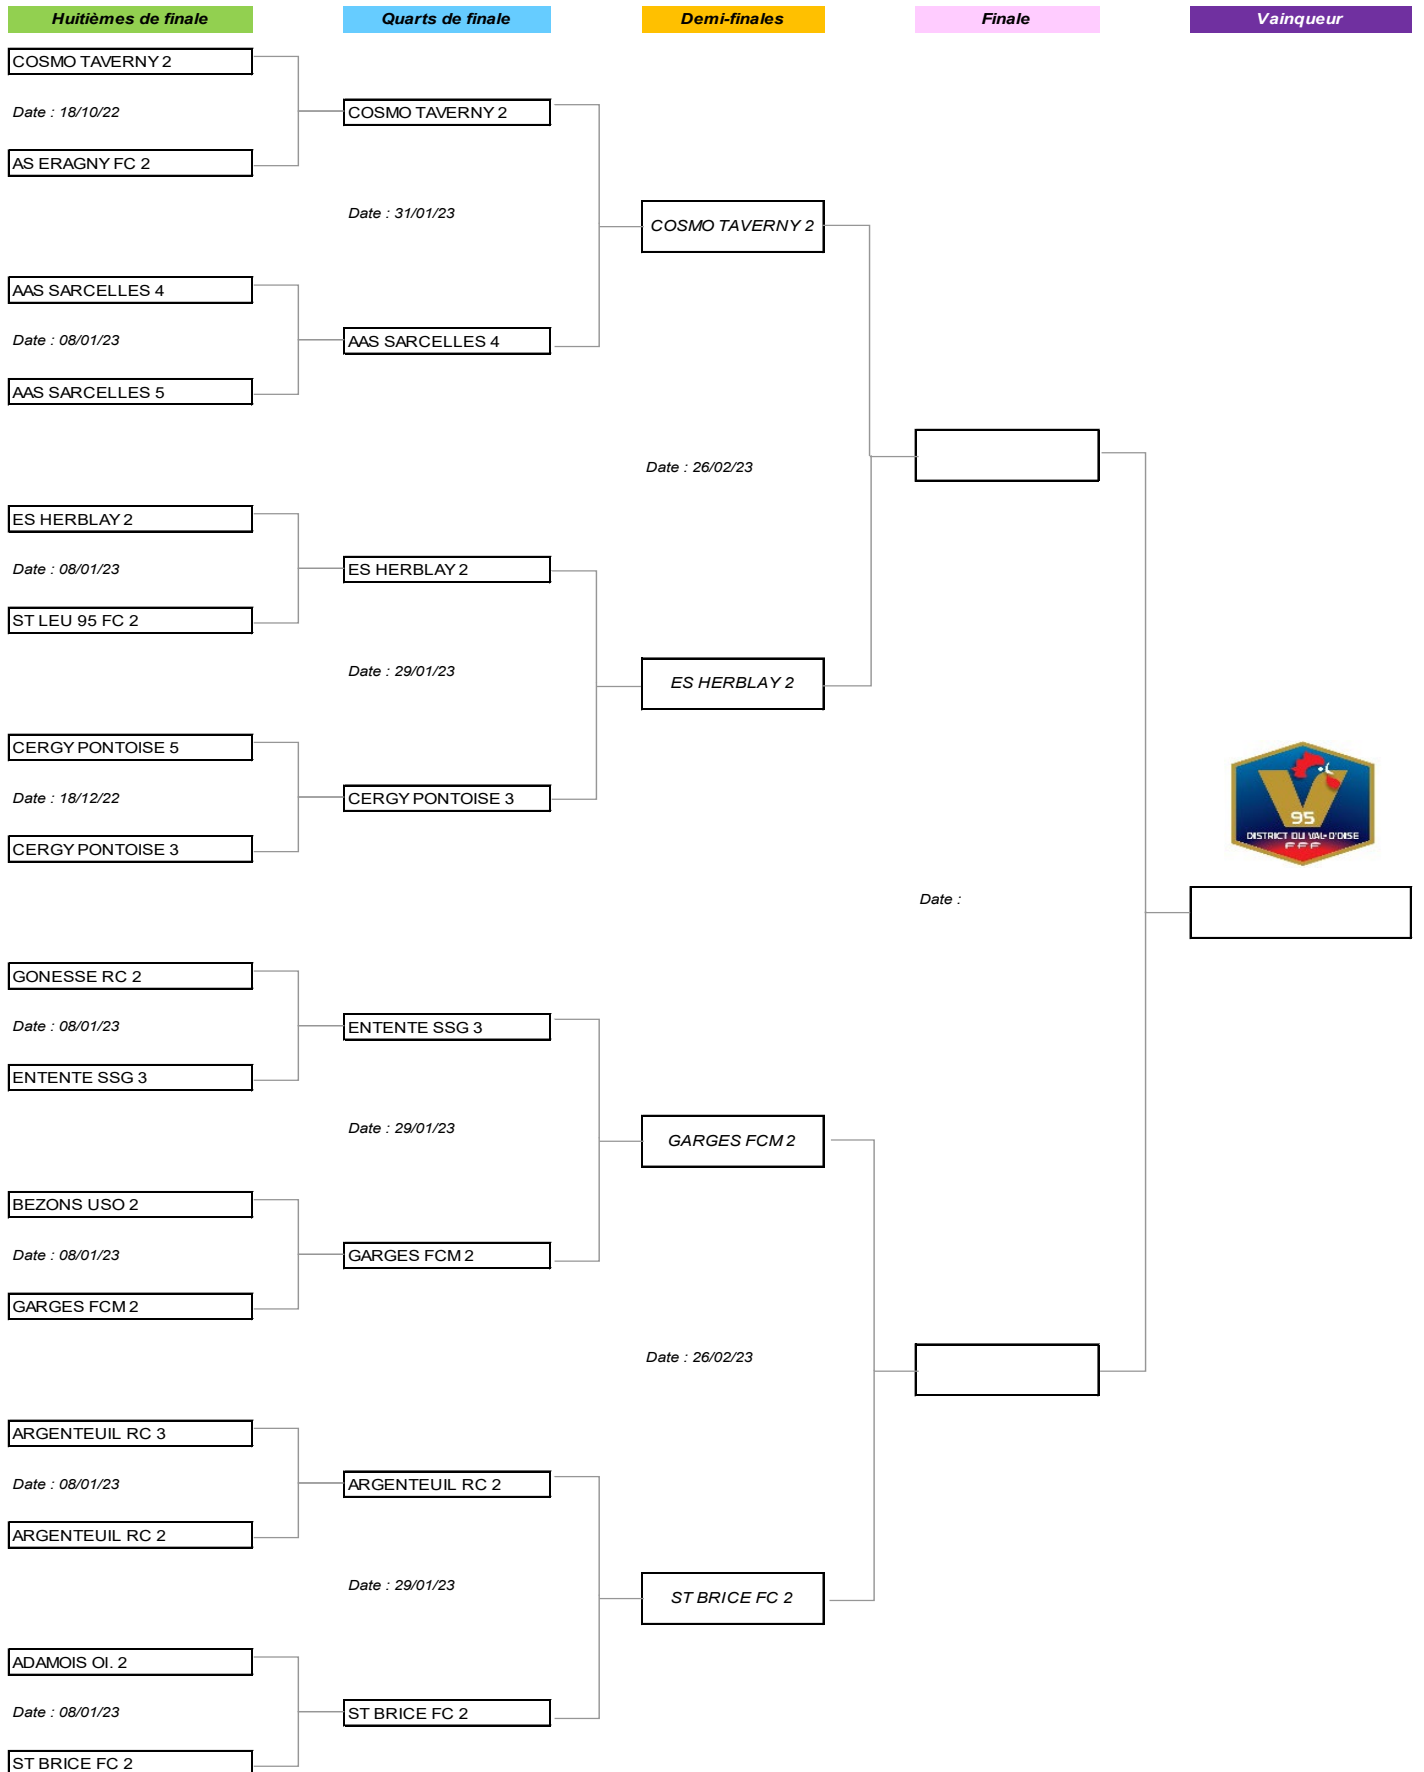 Huitièmes de finale
Quarts de finale
Demi-finales
Finale
Vainqueur
COSMO TAVERNY 2
Date : 18/10/22
COSMO TAVERNY 2
AS ERAGNY FC 2
Date : 31/01/23
COSMO TAVERNY 2
AAS SARCELLES 4
Date : 08/01/23
AAS SARCELLES 4
AAS SARCELLES 5
Date : 26/02/23
ES HERBLAY 2
Date : 08/01/23
ES HERBLAY 2
ST LEU 95 FC 2
Date : 29/01/23
ES HERBLAY 2
CERGY PONTOISE 5
Date : 18/12/22
CERGY PONTOISE 3
CERGY PONTOISE 3
95
DISTRICT DU VAL D'OISE
FFF
Date :
GONESSE RC 2
Date : 08/01/23
ENTENTE SSG 3
ENTENTE SSG 3
Date : 29/01/23
GARGES FCM 2
BEZONS USO 2
Date : 08/01/23
GARGES FCM 2
GARGES FCM 2
Date : 26/02/23
ARGENTEUIL RC 3
Date : 08/01/23
ARGENTEUIL RC 2
ARGENTEUIL RC 2
Date : 29/01/23
ST BRICE FC 2
ADAMOIS Ol. 2
Date : 08/01/23
ST BRICE FC 2
ST BRICE FC 2